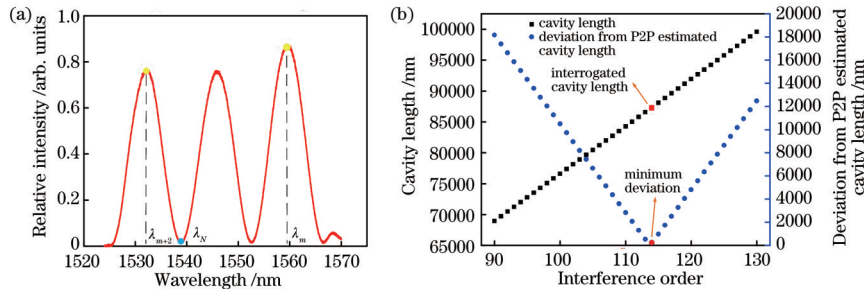 (a)
1.0
0.8
0.6
0.4
0.2
0
Relative intensity /arb. units
λm+2
λN
λm
1520 1530 1540 1550 1560 1570
Wavelength /nm
(b)
100000
95000
90000
85000
80000
75000
70000
65000
Cavity length /nm
cavity length
deviation from P2P estimated
cavity length
interrogated
cavity length
minimum
deviation
90 100 110 120 130
Interference order
20000
18000
16000
14000
12000
10000
8000
6000
4000
2000
0
Deviation from P2P estimated
cavity length /nm